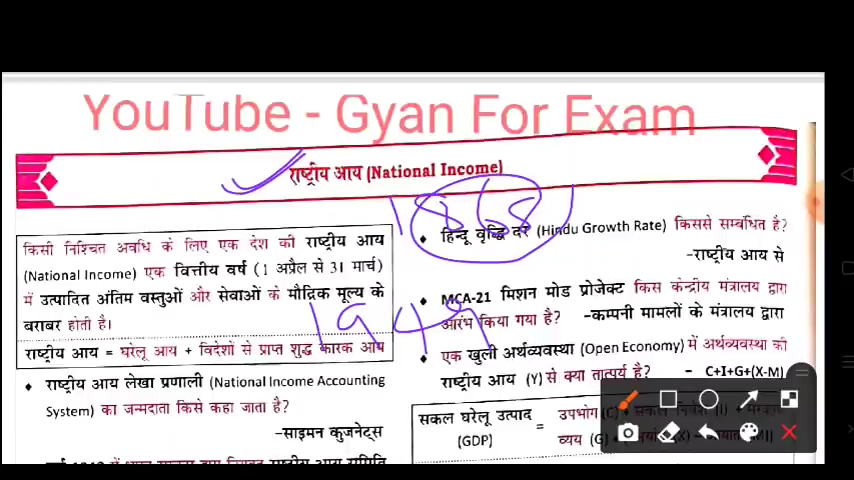 YouTube - Gyan For Exam
राष्ट्रीय आय (National Income)
1868
1949
किसी निश्चित अवधि के लिए एक देश की राष्ट्रीय आय
(National Income) एक वित्तीय वर्ष (1 अप्रैल से 31 मार्च)
में उत्पादित अंतिम वस्तुओं और सेवाओं के मौद्रिक मूल्य के
बराबर होती है।
राष्ट्रीय आय = घरेलू आय + विदेशों से प्राप्त शुद्ध कारक आय
राष्ट्रीय आय लेखा प्रणाली (National Income Accounting
System) का जन्मदाता किसे कहा जाता है?
-साइमन कुजनेट्स
हिन्दू वृद्धि दर (Hindu Growth Rate) किससे सम्बंधित है?
-राष्ट्रीय आय से
MCA-21 मिशन मोड प्रोजेक्ट किस केन्द्रीय मंत्रालय द्वारा
आरंभ किया गया है? -कम्पनी मामलों के मंत्रालय द्वारा
एक खुली अर्थव्यवस्था (Open Economy) में अर्थव्यवस्था की
राष्ट्रीय आय (Y) से क्या तात्पर्य है? - C+I+G+(X-M)
सकल घरेलू उत्पाद = उपभोग (C)
(GDP) व्यय (G)